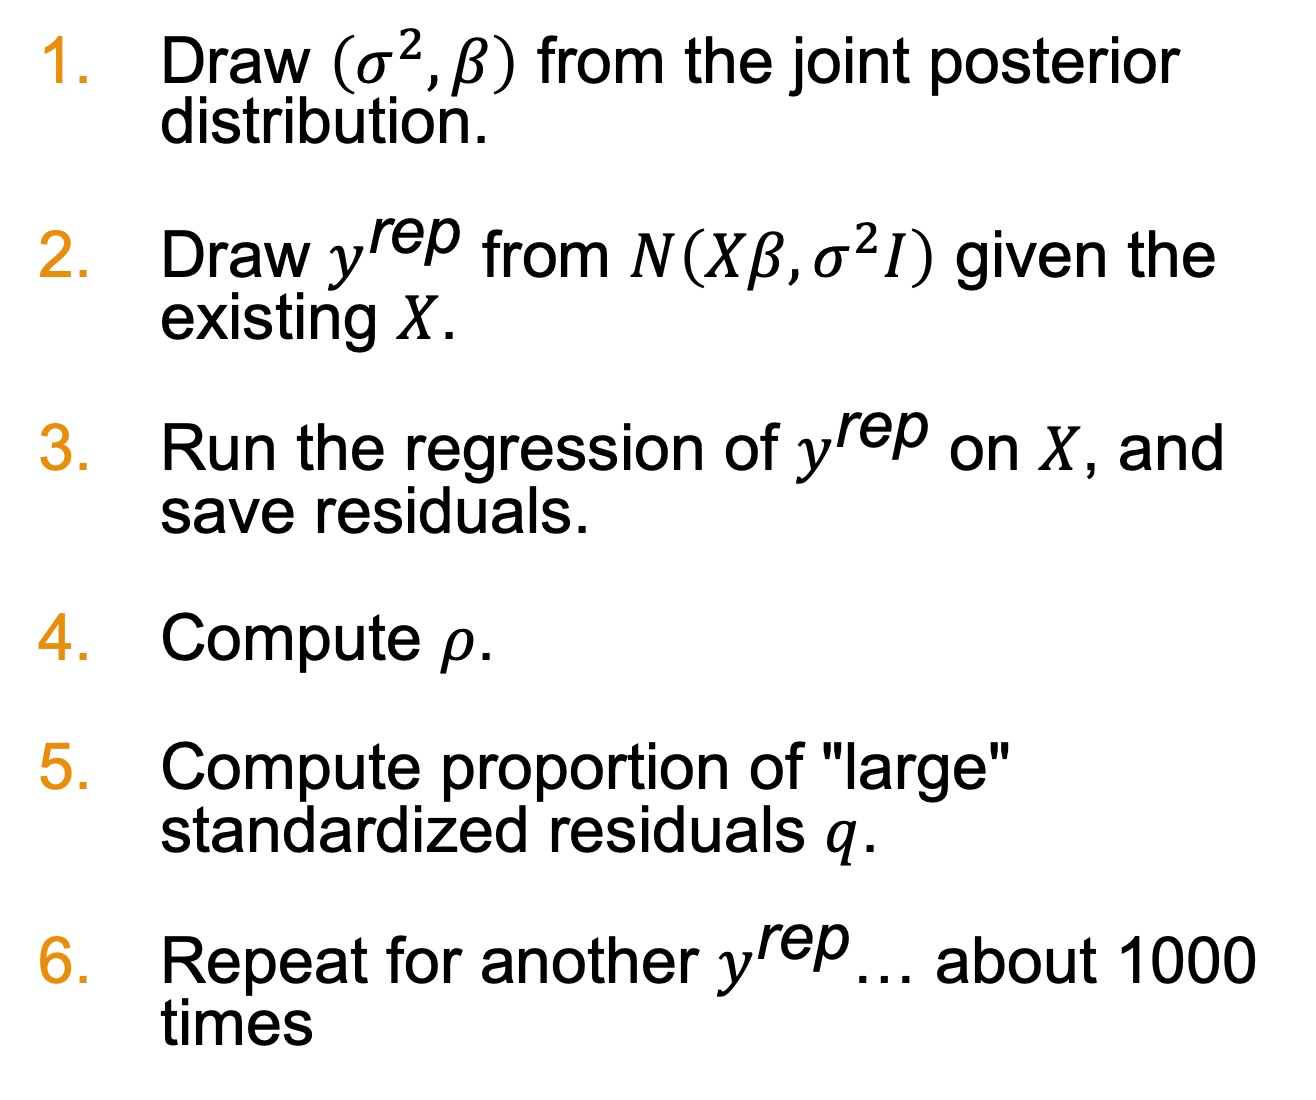 1. Draw (σ², β) from the joint posterior
distribution.
2. Draw y^rep from N(Xβ, σ²I) given the
existing X.
3. Run the regression of y^rep on X, and
save residuals.
4. Compute ρ.
5. Compute proportion of "large"
standardized residuals q.
6. Repeat for another y^rep... about 1000
times